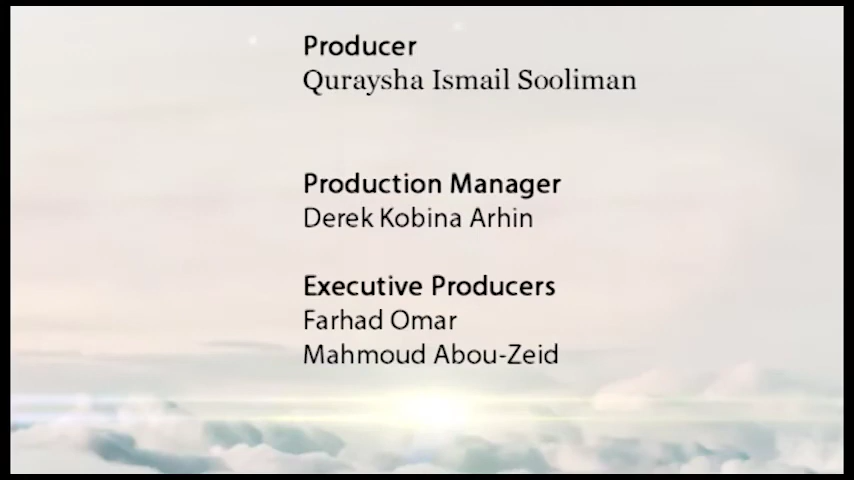 Producer
Quraysha Ismail Sooliman
Production Manager
Derek Kobina Arhin
Executive Producers
Farhad Omar
Mahmoud Abou-Zeid